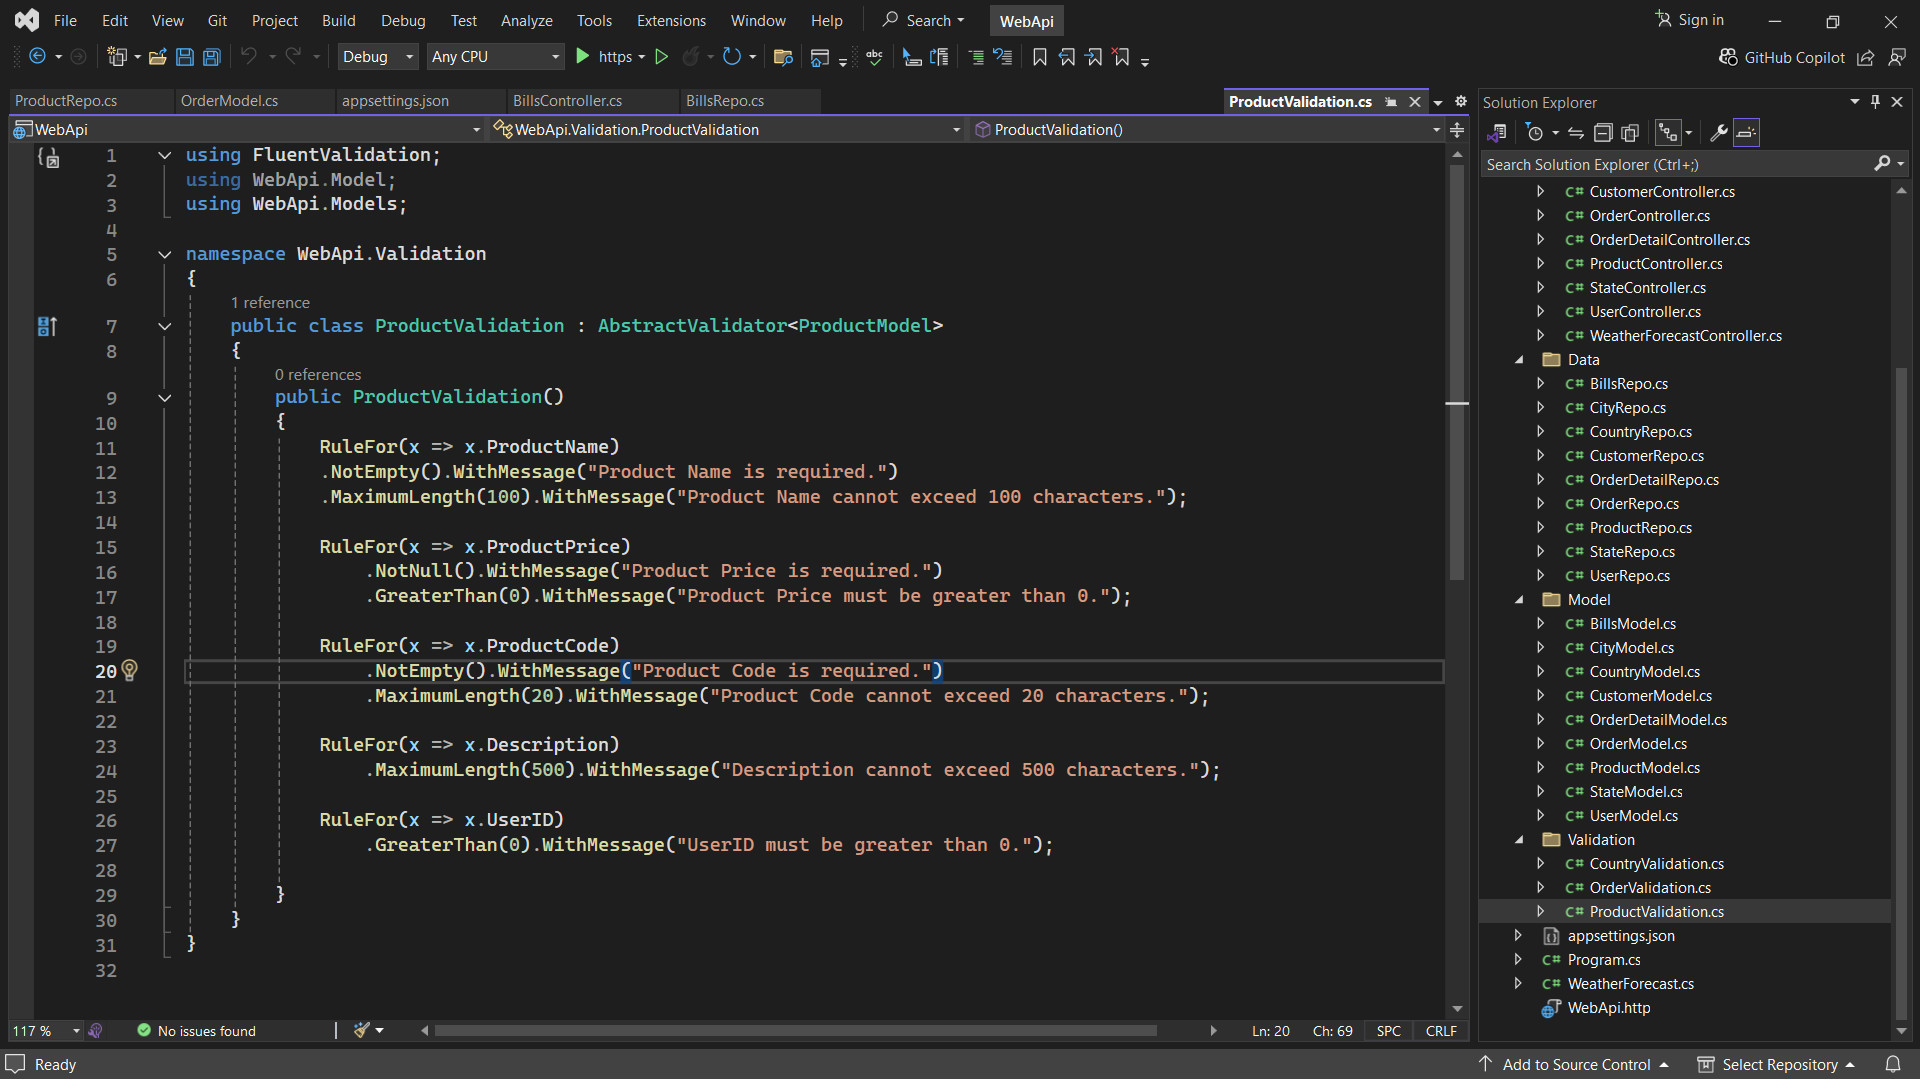 File Edit View Git Project Build Debug Test Analyze Tools Extensions Window Help Search WebApi Sign in
Debug Any CPU https abc GitHub Copilot
ProductRepo.cs OrderModel.cs appsettings.json BillsController.cs BillsRepo.cs ProductValidation.cs
WebApi WebApi.Validation.ProductValidation ProductValidation()
1 using FluentValidation;
2 using WebApi.Model;
3 using WebApi.Models;
4
5 namespace WebApi.Validation
6 {
1 reference
7 public class ProductValidation : AbstractValidator<ProductModel>
8 {
0 references
9 public ProductValidation()
10 {
11 RuleFor(x => x.ProductName)
12 .NotEmpty().WithMessage("Product Name is required.")
13 .MaximumLength(100).WithMessage("Product Name cannot exceed 100 characters.");
14
15 RuleFor(x => x.ProductPrice)
16 .NotNull().WithMessage("Product Price is required.")
17 .GreaterThan(0).WithMessage("Product Price must be greater than 0.");
18
19 RuleFor(x => x.ProductCode)
20 .NotEmpty().WithMessage("Product Code is required.")
21 .MaximumLength(20).WithMessage("Product Code cannot exceed 20 characters.");
22
23 RuleFor(x => x.Description)
24 .MaximumLength(500).WithMessage("Description cannot exceed 500 characters.");
25
26 RuleFor(x => x.UserID)
27 .GreaterThan(0).WithMessage("UserID must be greater than 0.");
28
29 }
30 }
31 }
32
117 % No issues found Ln: 20 Ch: 69 SPC CRLF
Solution Explorer
Search Solution Explorer (Ctrl+;)
C# CustomerController.cs
C# OrderController.cs
C# OrderDetailController.cs
C# ProductController.cs
C# StateController.cs
C# UserController.cs
C# WeatherForecastController.cs
Data
C# BillsRepo.cs
C# CityRepo.cs
C# CountryRepo.cs
C# CustomerRepo.cs
C# OrderDetailRepo.cs
C# OrderRepo.cs
C# ProductRepo.cs
C# StateRepo.cs
C# UserRepo.cs
Model
C# BillsModel.cs
C# CityModel.cs
C# CountryModel.cs
C# CustomerModel.cs
C# OrderDetailModel.cs
C# OrderModel.cs
C# ProductModel.cs
C# StateModel.cs
C# UserModel.cs
Validation
C# CountryValidation.cs
C# OrderValidation.cs
C# ProductValidation.cs
appsettings.json
C# Program.cs
C# WeatherForecast.cs
WebApi.http
Ready Add to Source Control Select Repository